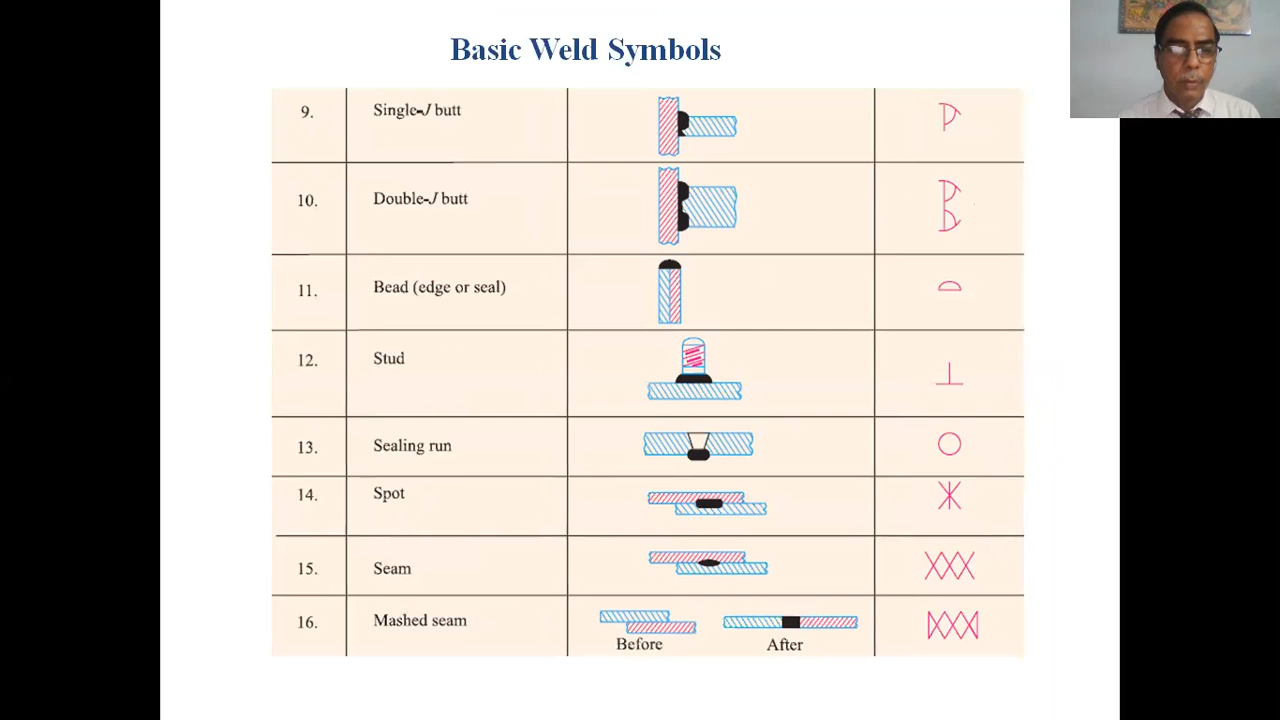 Basic Weld Symbols
9. Single-J butt
10. Double-J butt
11. Bead (edge or seal)
12. Stud
13. Sealing run
14. Spot
15. Seam
16. Mashed seam
Before After